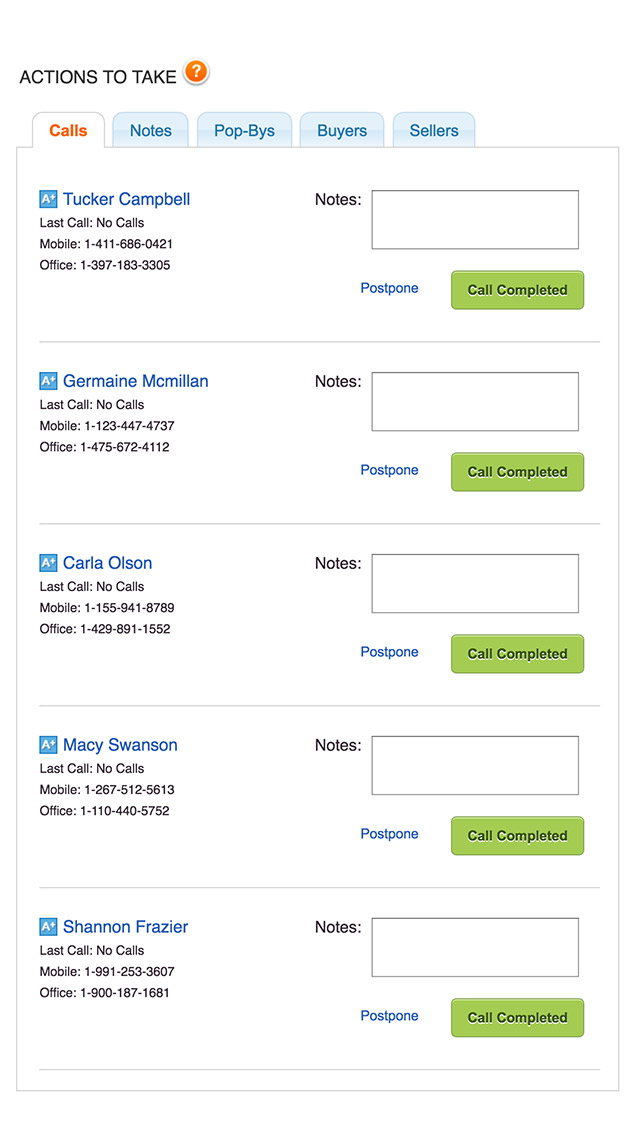 ACTIONS TO TAKE ?
Calls Notes Pop-Bys Buyers Sellers
A+ Tucker Campbell
Last Call: No Calls
Mobile: 1-411-686-0421
Office: 1-397-183-3305
Notes:
Postpone Call Completed
A+ Germaine Mcmillan
Last Call: No Calls
Mobile: 1-123-447-4737
Office: 1-475-672-4112
Notes:
Postpone Call Completed
A+ Carla Olson
Last Call: No Calls
Mobile: 1-155-941-8789
Office: 1-429-891-1552
Notes:
Postpone Call Completed
A+ Macy Swanson
Last Call: No Calls
Mobile: 1-267-512-5613
Office: 1-110-440-5752
Notes:
Postpone Call Completed
A+ Shannon Frazier
Last Call: No Calls
Mobile: 1-991-253-3607
Office: 1-900-187-1681
Notes:
Postpone Call Completed